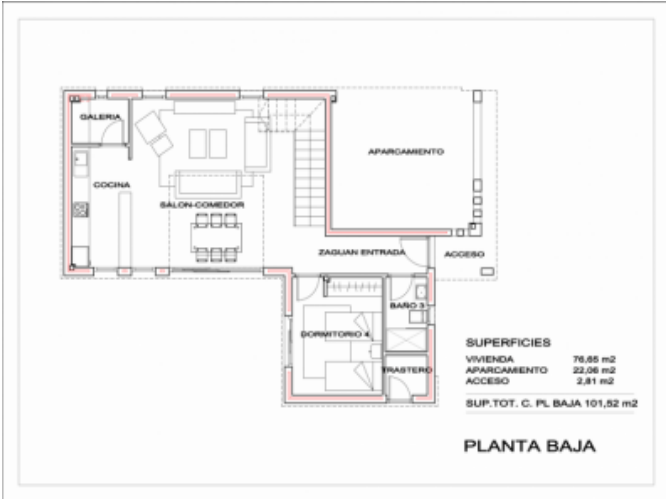 GALERIA
APARCAMIENTO
COCINA
SALON-COMEDOR
ZAGUAN ENTRADA
ACCESO
BAÑO 3
DORMITORIO 4
TRASTERO
SUPERFICIES
VIVIENDA 76,65 m2
APARCAMIENTO 22,06 m2
ACCESO 2,81 m2
SUP.TOT. C. PL BAJA 101,52 m2
PLANTA BAJA